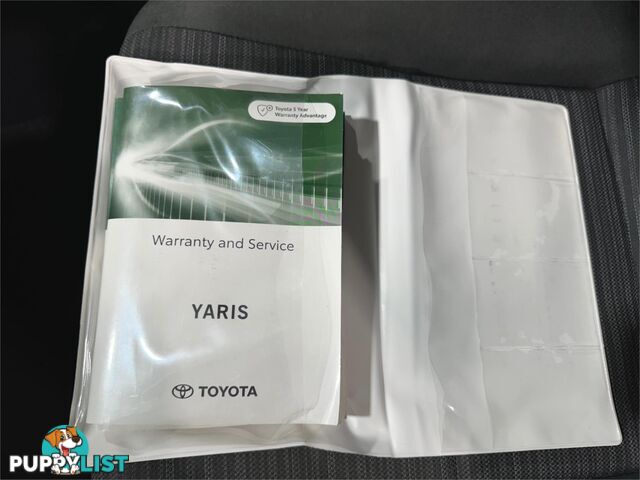 Toyota 5 Year
Warranty Advantage
Warranty and Service
YARIS
TOYOTA
PUPPYLIST